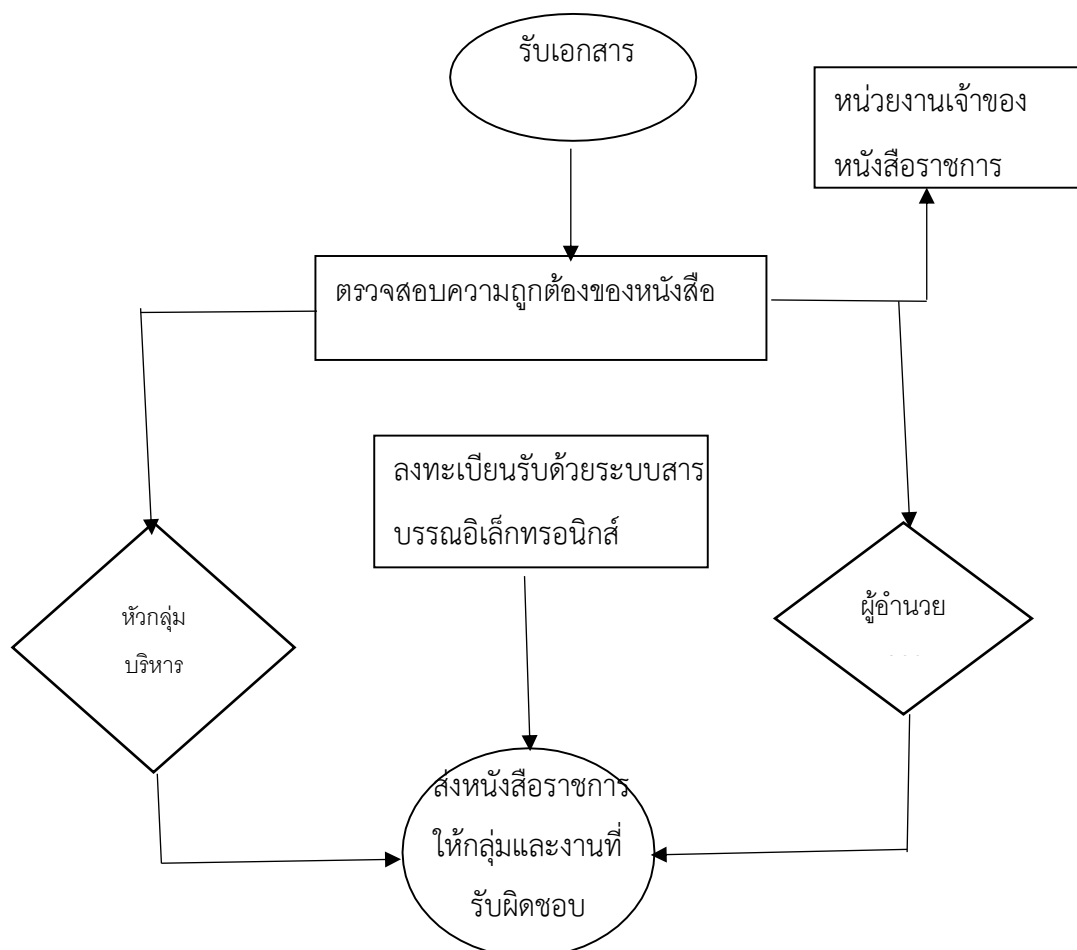 รับเอกสาร
หน่วยงานเจ้าของ
หนังสือราชการ
ตรวจสอบความถูกต้องของหนังสือ
ลงทะเบียนรับด้วยระบบสาร
บรรณอิเล็กทรอนิกส์
หัวกลุ่ม
บริหาร
ผู้อำนวย
ส่งหนังสือราชการ
ให้กลุ่มและงานที่
รับผิดชอบ